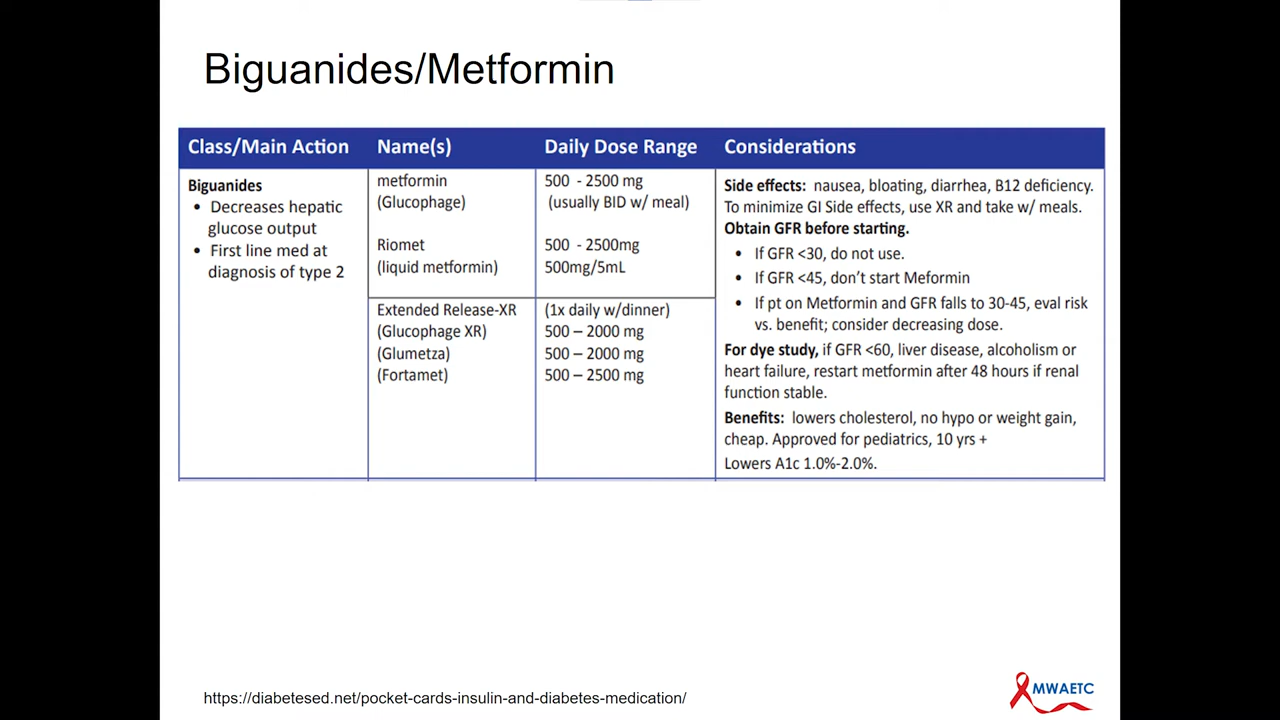 Biguanides/Metformin
Class/Main Action
Name(s)
Daily Dose Range
Considerations
Biguanides
• Decreases hepatic
glucose output
• First line med at
diagnosis of type 2
metformin
(Glucophage)
Riomet
(liquid metformin)
500 - 2500 mg
(usually BID w/ meal)
500 - 2500mg
500mg/5mL
Extended Release-XR
(Glucophage XR)
(Glumetza)
(Fortamet)
(1x daily w/dinner)
500 – 2000 mg
500 – 2000 mg
500 – 2500 mg
Side effects: nausea, bloating, diarrhea, B12 deficiency.
To minimize GI Side effects, use XR and take w/ meals.
Obtain GFR before starting.
• If GFR <30, do not use.
• If GFR <45, don’t start Meformin
• If pt on Metformin and GFR falls to 30-45, eval risk
vs. benefit; consider decreasing dose.
For dye study, if GFR <60, liver disease, alcoholism or
heart failure, restart metformin after 48 hours if renal
function stable.
Benefits: lowers cholesterol, no hypo or weight gain,
cheap. Approved for pediatrics, 10 yrs +
Lowers A1c 1.0%-2.0%.
https://diabetesed.net/pocket-cards-insulin-and-diabetes-medication/
MWAETC